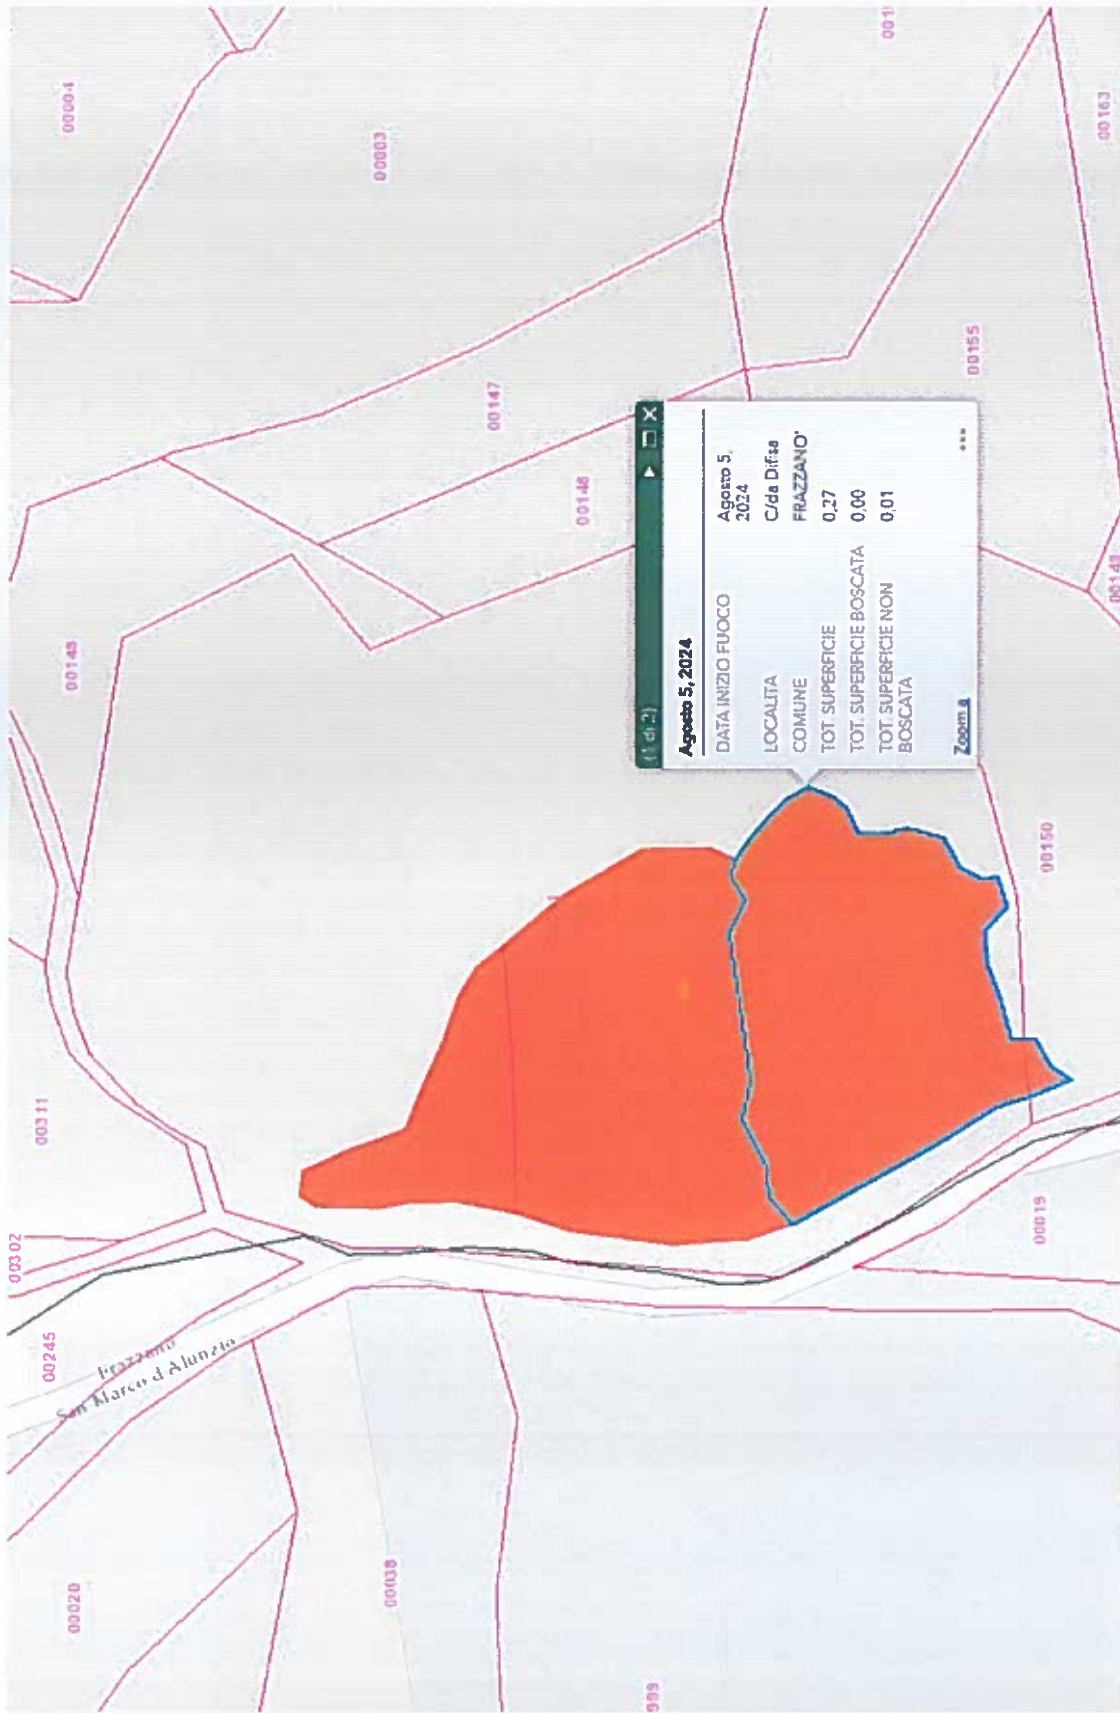 (1 di 2)
Agosto 5, 2024
DATA INIZIO FUOCO Agosto 5, 2024
LOCALITA C/da Difisa
COMUNE FRAZZANO'
TOT. SUPERFICIE 0,27
TOT. SUPERFICIE BOSCATA 0,00
TOT. SUPERFICIE NON BOSCATA 0,01
Zoom a
00004
00003
00163
00147
00146
00155
00148
00150
00311
00302
00245
00019
00020
00038
Frazzano
San Marco d'Alunzio